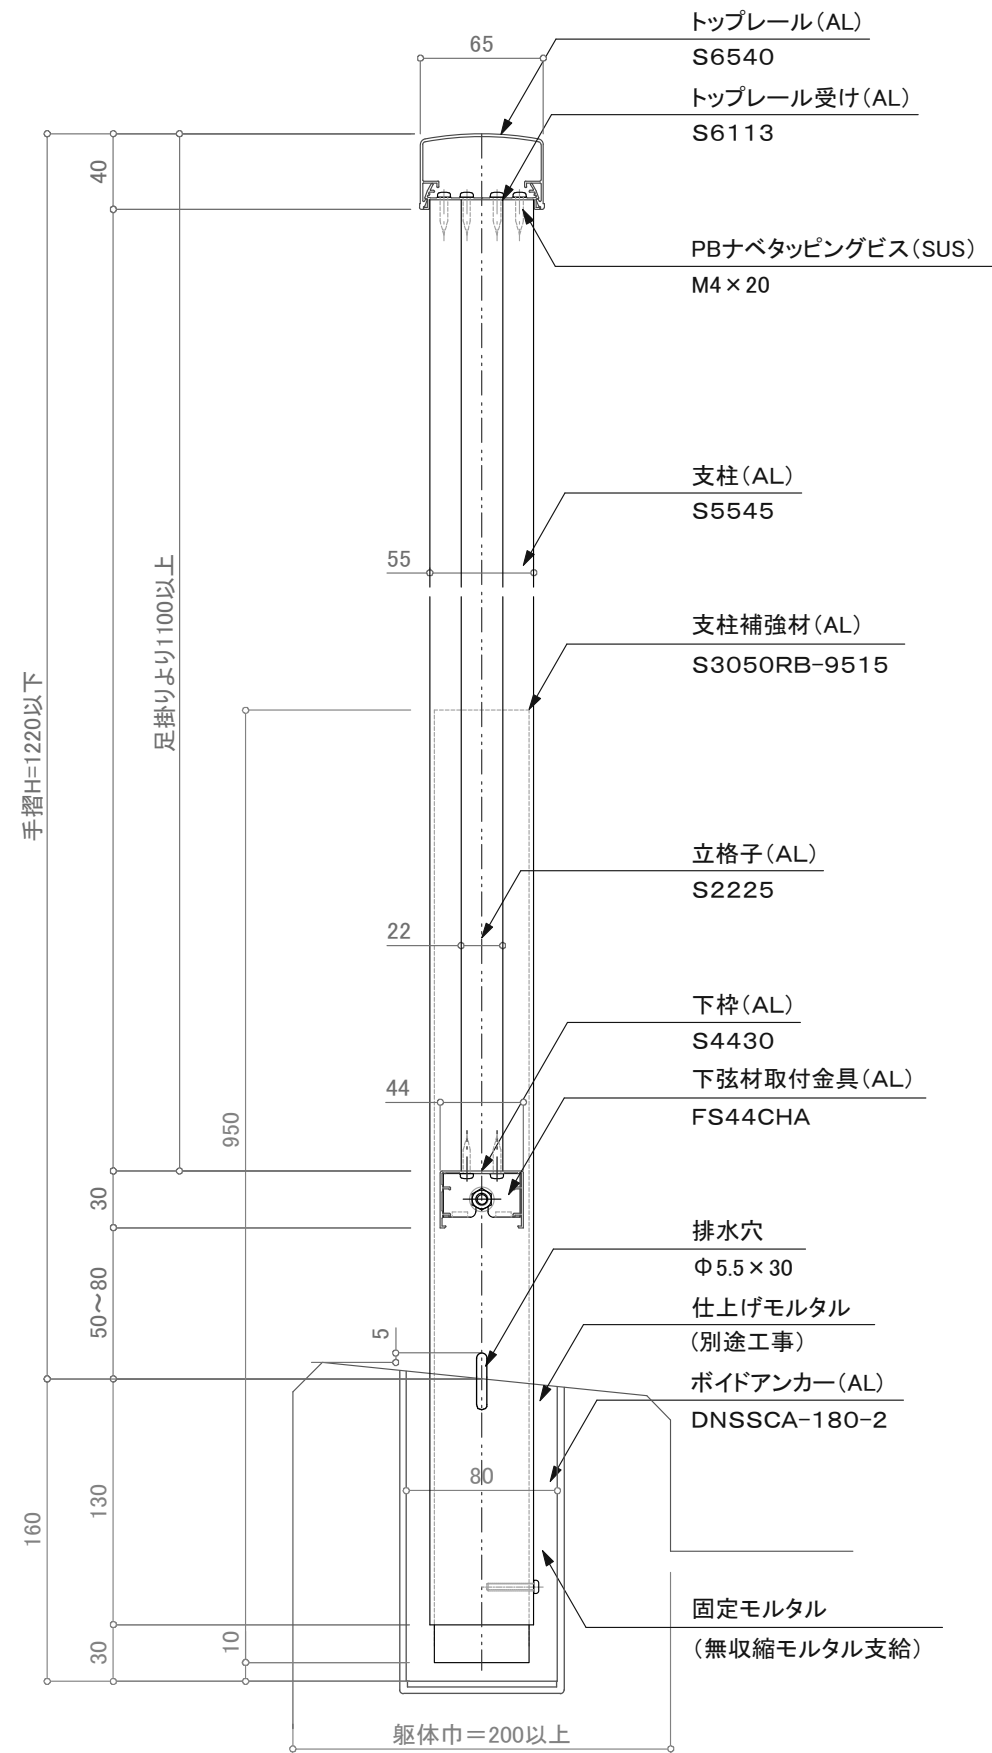 トップレール(AL)
S6540
65
トップレール受け(AL)
S6113
40
PBナベタッピングビス(SUS)
M4×20
支柱(AL)
S5545
55
足掛りより1100以上
支柱補強材(AL)
S3050RB-9515
手摺H=1220以下
立格子(AL)
S2225
22
下枠(AL)
S4430
下弦材取付金具(AL)
FS44CHA
44
950
30
排水穴
Φ5.5×30
50～80
仕上げモルタル
(別途工事)
5
ボイドアンカー(AL)
DNSSCA-180-2
80
130
160
固定モルタル
(無収縮モルタル支給)
30
10
躯体巾＝200以上